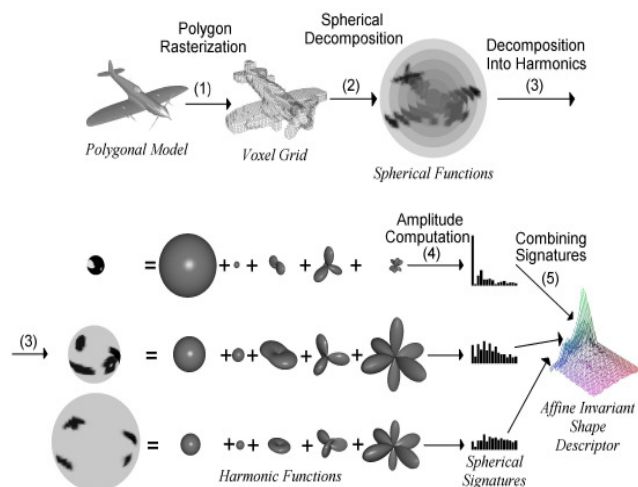 Polygon
Rasterization
(1)
Spherical
Decomposition
(2)
Decomposition
Into Harmonics
(3)
Polygonal Model
Voxel Grid
Spherical Functions
Amplitude
Computation
(4)
Combining
Signatures
(5)
= + + + +
(3)
= + + + +
= + + + +
Affine Invariant
Shape
Descriptor
Harmonic Functions
Spherical
Signatures